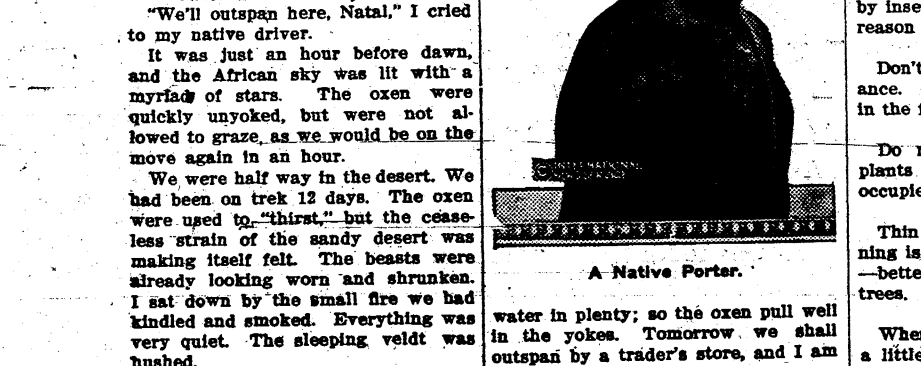 "We'll outspan here, Natal," I cried
to my native driver.
It was just an hour before dawn,
and the African sky was lit with a
myriad of stars. The oxen were
quickly unyoked, but were not al-
lowed to graze, as we would be on the
move again in an hour.
We were half way in the desert. We
had been on trek 12 days. The oxen
were used to "thirst," but the cease-
less strain of the sandy desert was
making itself felt. The beasts were
already looking worn and shrunken.
I sat down by the small fire we had
kindled and smoked. Everything was
very quiet. The sleeping veldt was
hushed.
A Native Porter.
water in plenty; so the oxen pull well
in the yokes. Tomorrow we shall
outspan by a trader's store, and I am
by inse
reason
Don't
ance.
in the
Do
plants
occupie
Thin
ning is
—bette
trees.
When
a little